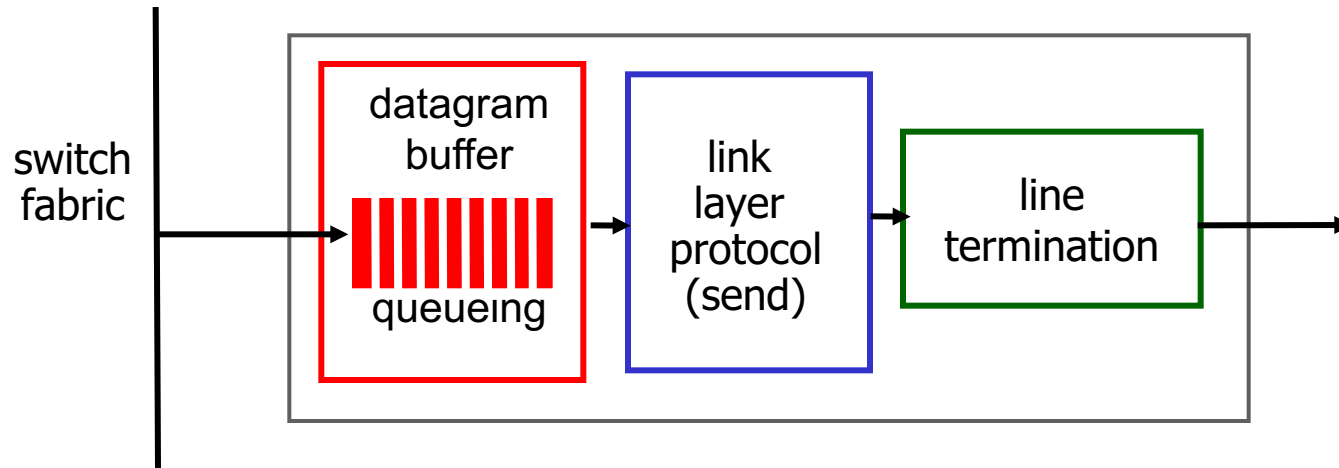 switch
fabric
datagram
buffer
queueing
link
layer
protocol
(send)
line
termination